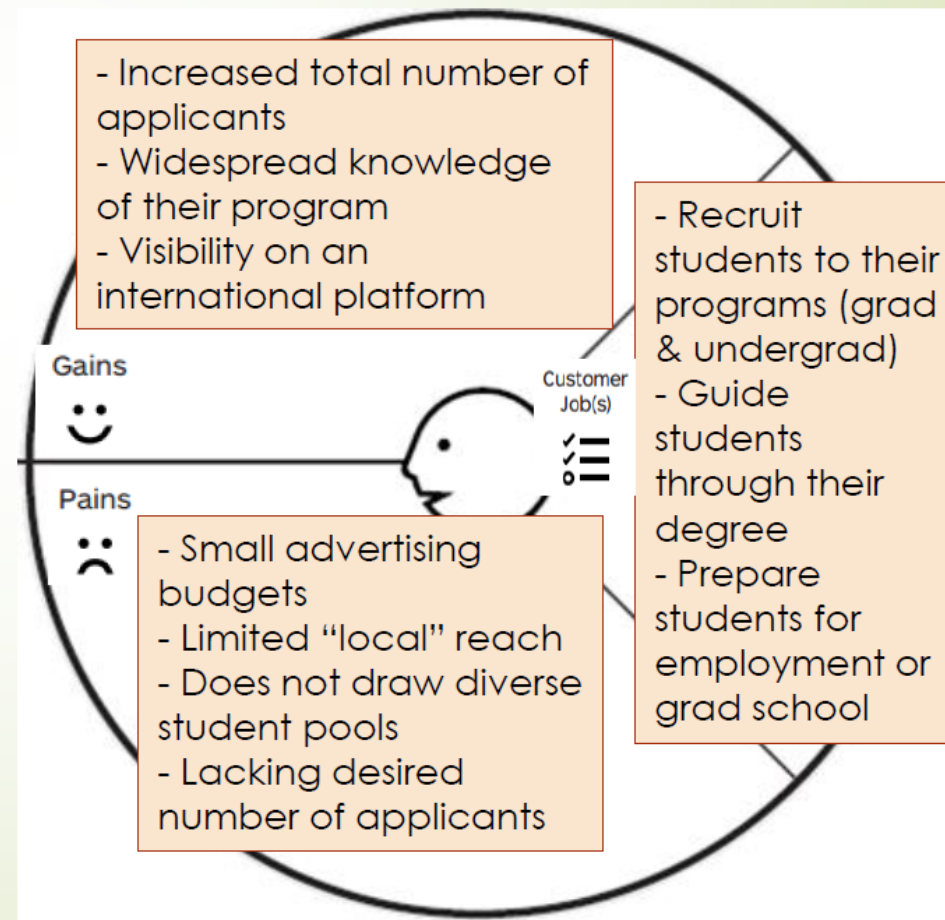 - Increased total number of
applicants
- Widespread knowledge
of their program
- Visibility on an
international platform
Gains
Pains
- Small advertising
budgets
- Limited “local” reach
- Does not draw diverse
student pools
- Lacking desired
number of applicants
Customer
Job(s)
- Recruit
students to their
programs (grad
& undergrad)
- Guide
students
through their
degree
- Prepare
students for
employment or
grad school